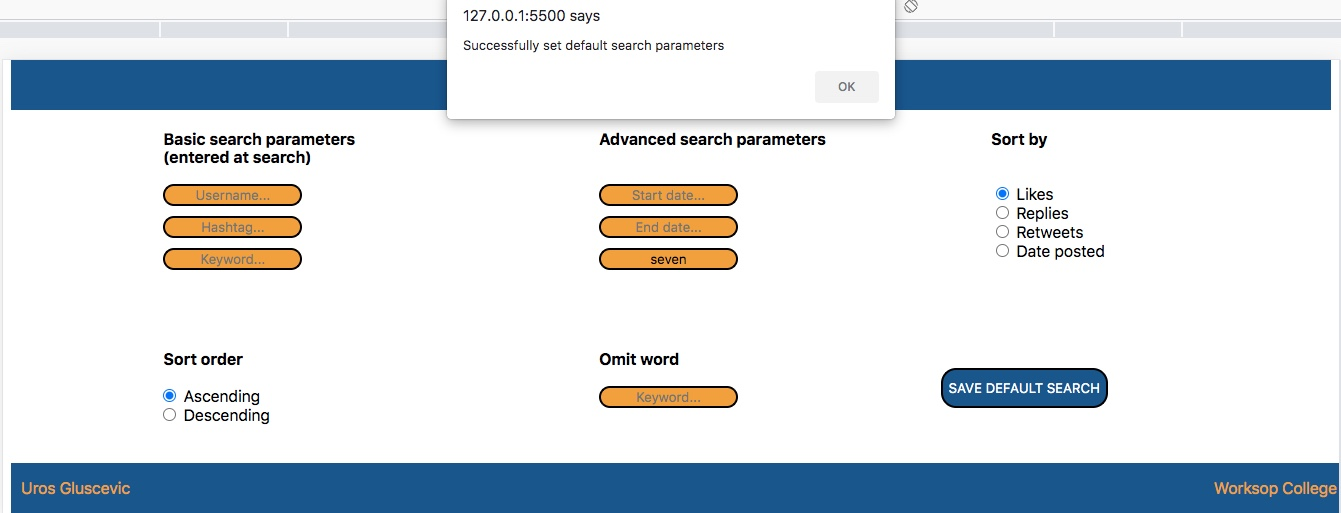 127.0.0.1:5500 says
Successfully set default search parameters
OK
Basic search parameters
(entered at search)
Username...
Hashtag...
Keyword...
Advanced search parameters
Start date...
End date...
seven
Sort by
Likes
Replies
Retweets
Date posted
Sort order
Ascending
Descending
Omit word
Keyword...
SAVE DEFAULT SEARCH
Uros Gluscevic
Worksop College